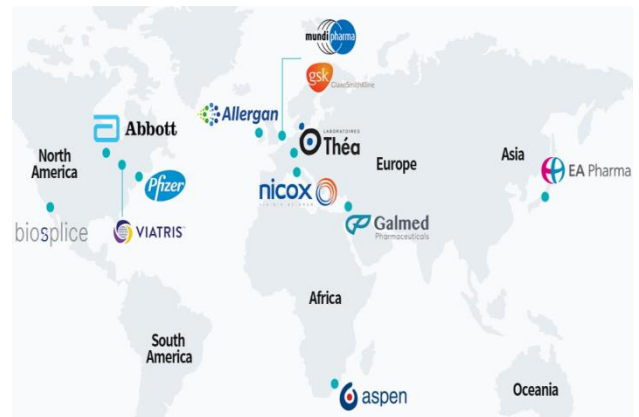 mundipharma
gsk
GlaxoSmithKline
Allergan
Abbott
LABORATOIRES
Théa
North
America
Europe
Asia
EA Pharma
Pfizer
nicox
biosplice
VIATRIS
Galmed
Pharmaceuticals
Africa
South
America
aspen
Oceania